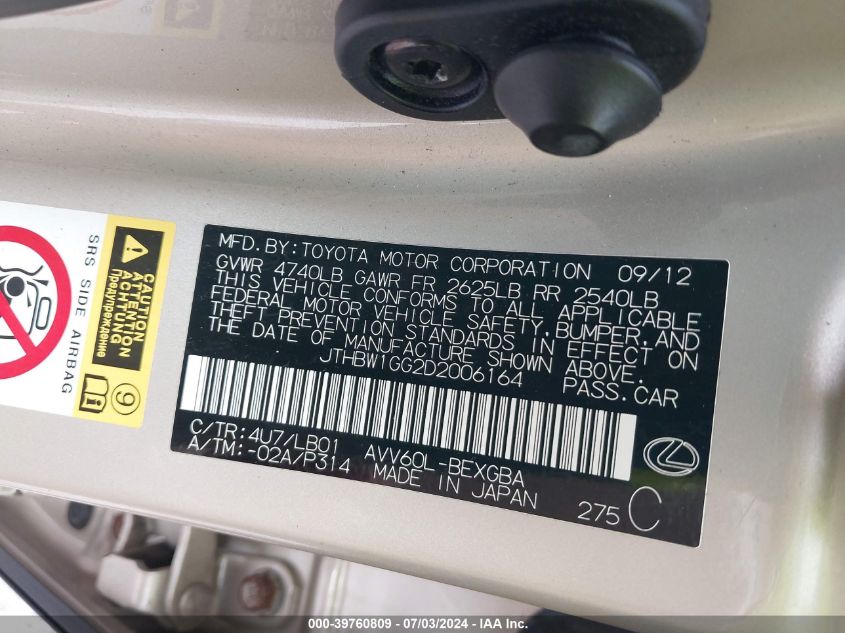 MFD.BY:TOYOTA MOTOR CORPORATION 09/12
GVWR 4740LB GAWR FR 2625LB RR 2540LB
THIS VEHICLE CONFORMS TO ALL APPLICABLE
FEDERAL MOTOR VEHICLE SAFETY,BUMPER,AND
THEFT PREVENTION STANDARDS IN EFFECT ON
THE DATE OF MANUFACTURE SHOWN ABOVE.
JTHBW1GG2D2006164 PASS.CAR
C/TR:4U7/LB01 AVV60L-BEXGBA
A/TM:-02A/P314 MADE IN JAPAN
275 C
SRS SIDE AIRBAG
ATTENTION
ACHTUNG
Предупреждение
9
000-39760809 / 07/03/2024 - IAA Inc.